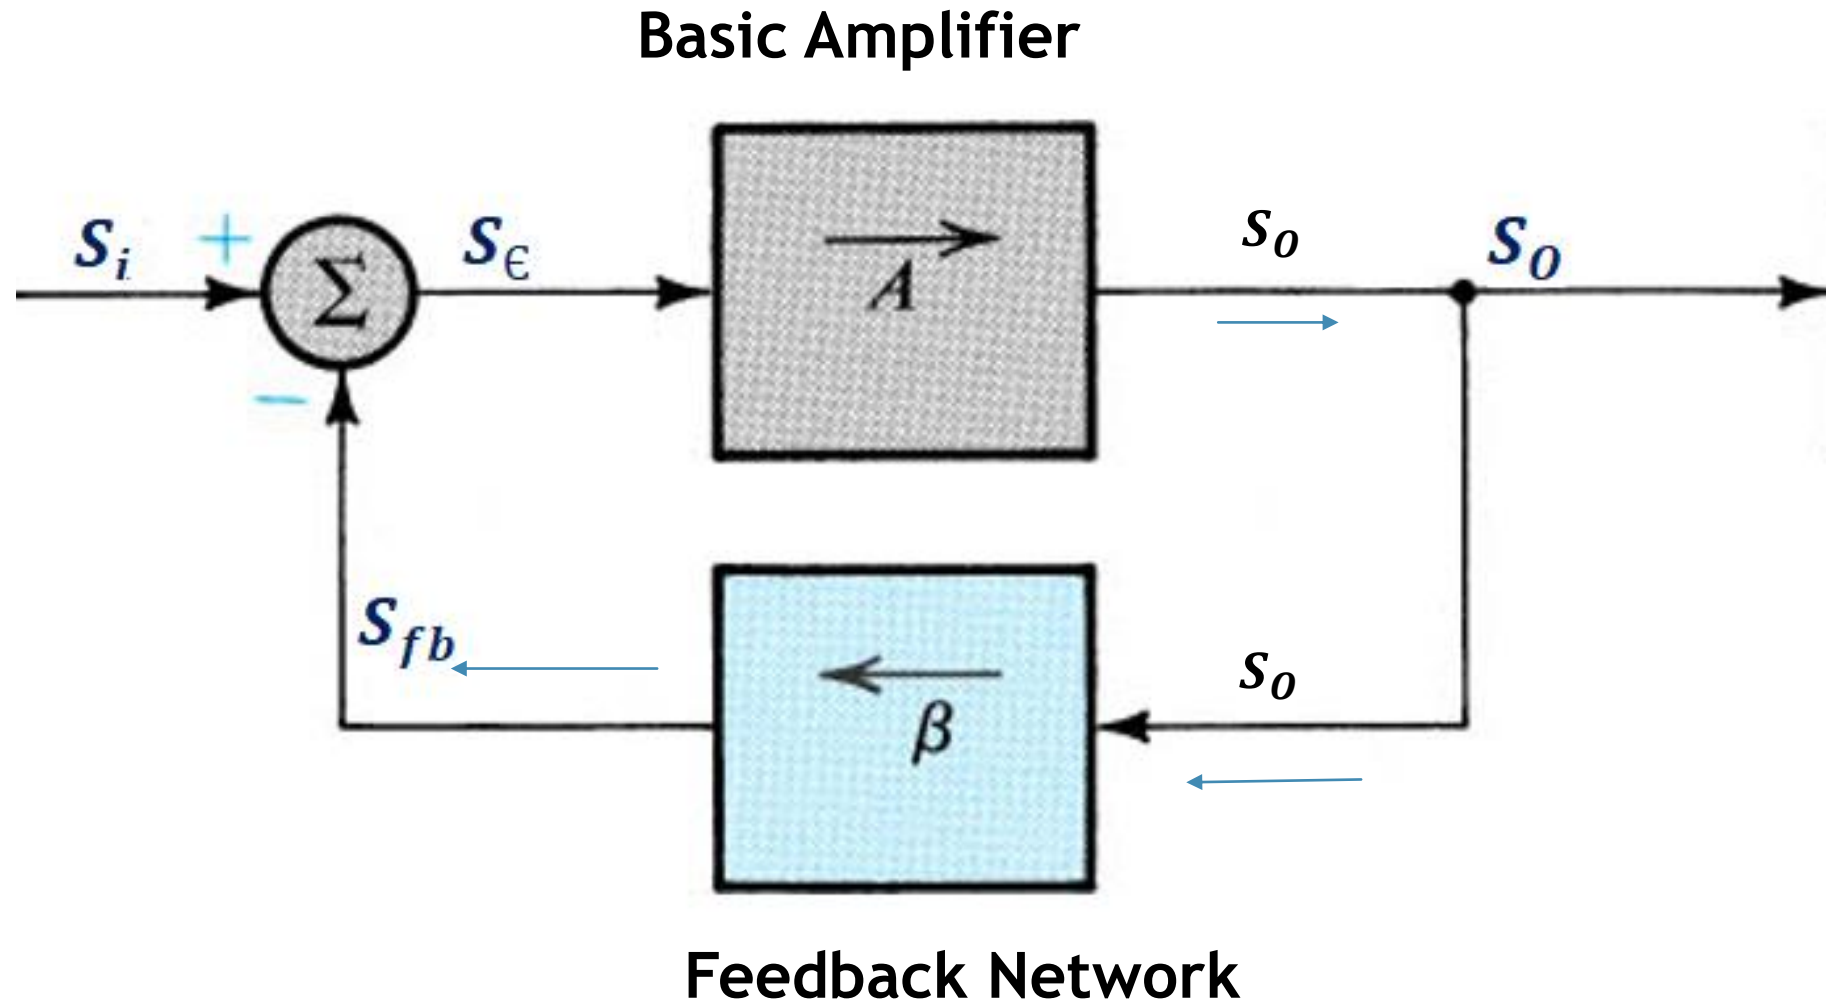 Basic Amplifier
S_i + Σ S_ϵ A S_O S_O
−
S_fb β S_O
Feedback Network